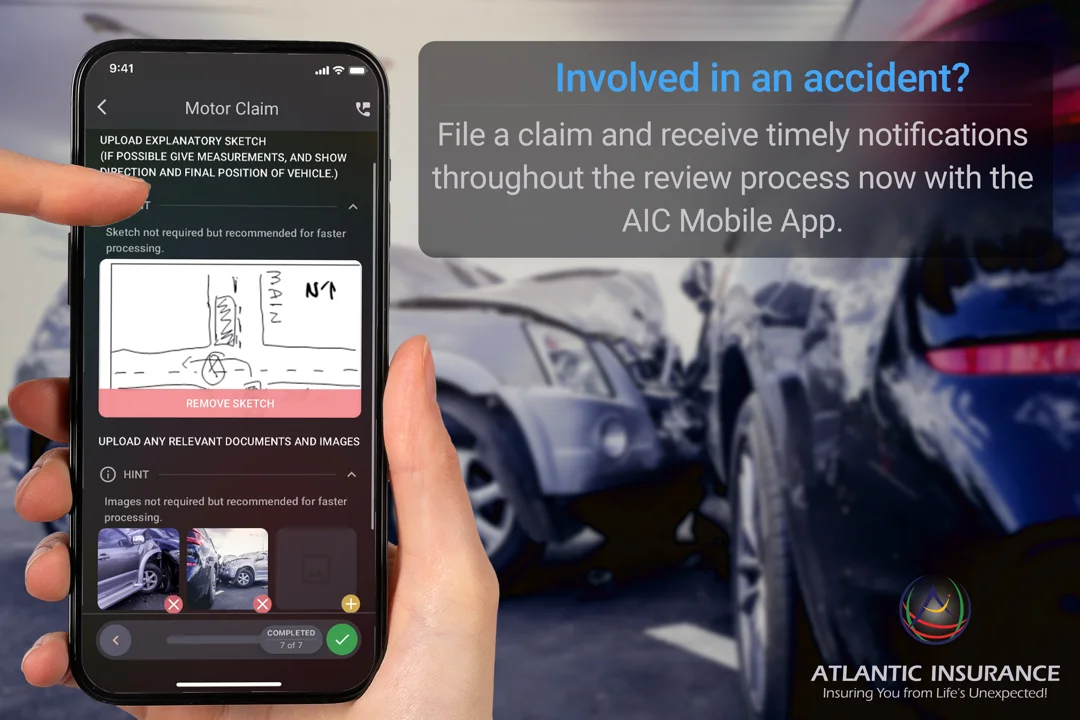 9:41
Motor Claim
UPLOAD EXPLANATORY SKETCH
(IF POSSIBLE GIVE MEASUREMENTS, AND SHOW
DIRECTION AND FINAL POSITION OF VEHICLE.)
Sketch not required but recommended for faster
processing.
MAIN
N↑
REMOVE SKETCH
UPLOAD ANY RELEVANT DOCUMENTS AND IMAGES
HINT
Images not required but recommended for faster
processing.
COMPLETED
7 of 7
Involved in an accident?
File a claim and receive timely notifications
throughout the review process now with the
AIC Mobile App.
ATLANTIC INSURANCE
Insuring You from Life's Unexpected!